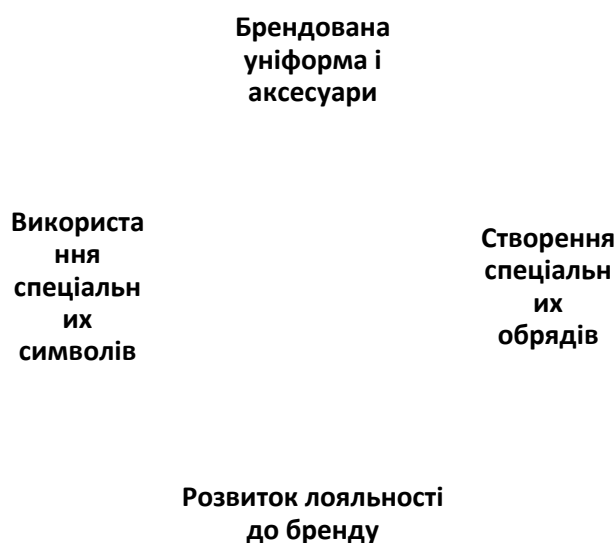 Брендована
уніформа і
аксесуари
Використа
ння
спеціальн
их
символів
Створення
спеціальн
их
обрядів
Розвиток лояльності
до бренду